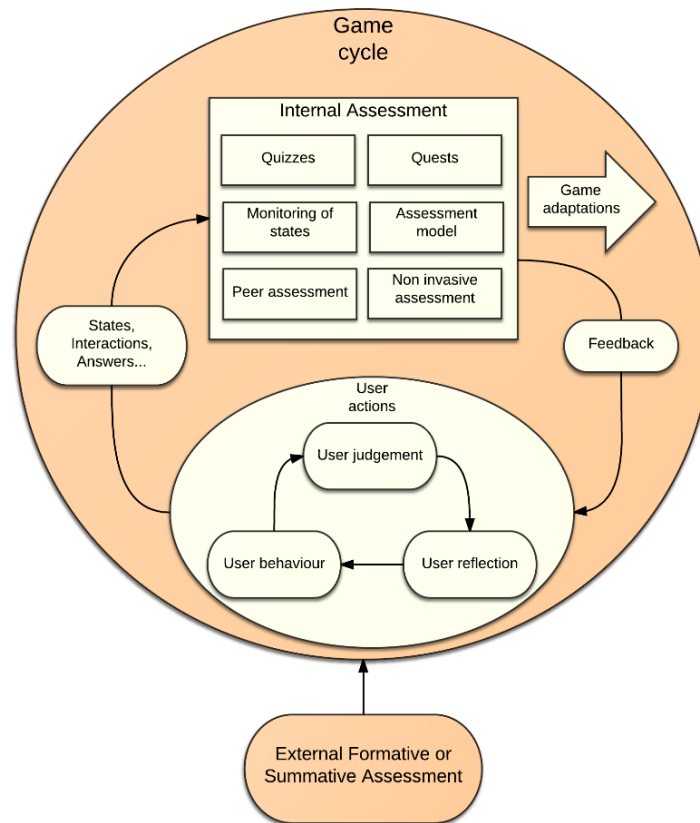 Game
cycle
Internal Assessment
Quizzes
Quests
Monitoring of
states
Assessment
model
Peer assessment
Non invasive
assessment
Game
adaptations
States,
Interactions,
Answers...
Feedback
User
actions
User judgement
User behaviour
User reflection
External Formative or
Summative Assessment